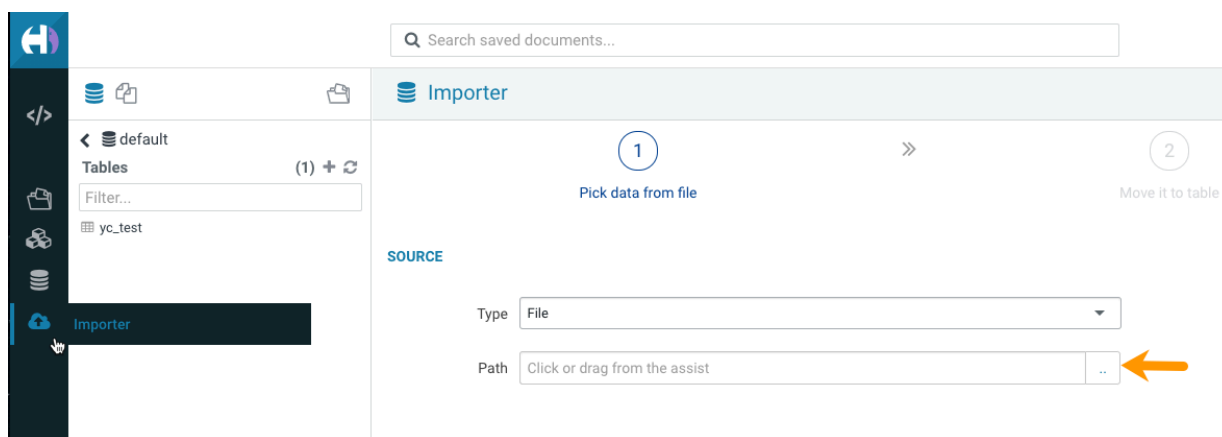 Search saved documents...
Importer
</>
default
Tables (1)
Filter...
yc_test
Importer
1
2
Pick data from file
Move it to table
SOURCE
Type File
Path Click or drag from the assist ..